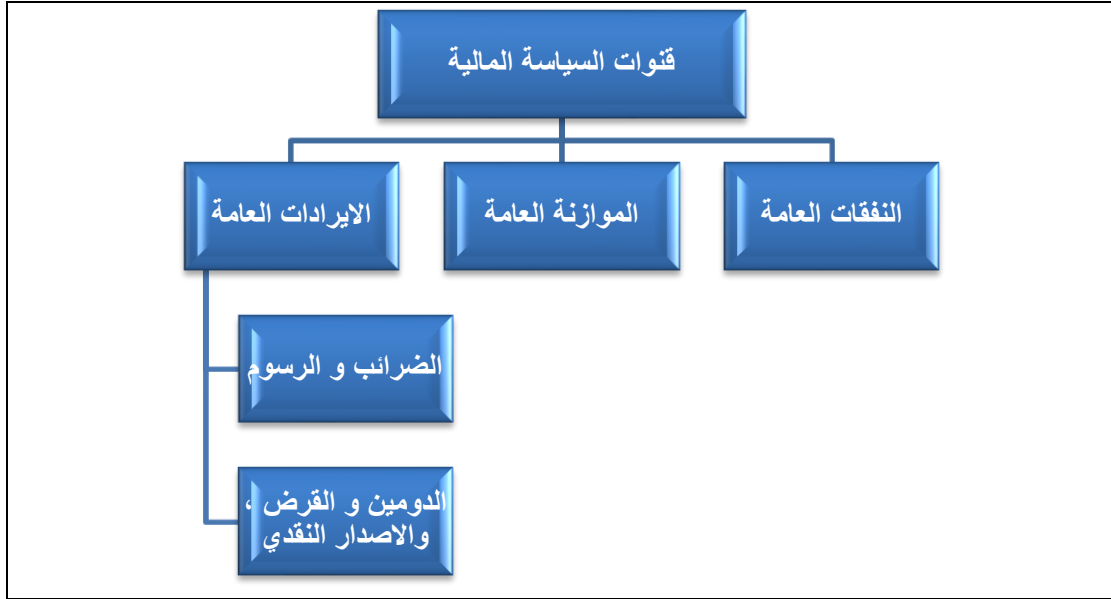 قنوات السياسة المالية
النفقات العامة
الموازنة العامة
الايرادات العامة
الضرائب و الرسوم
الدومين و القرض ،
والاصدار النقدي